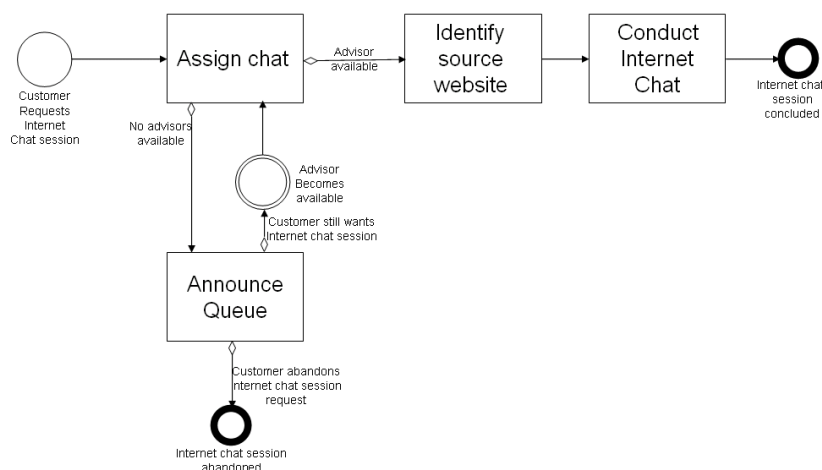 Assign chat
Advisor
available
Identify
source
website
Conduct
Internet
Chat
Customer
Requests
Internet
Chat session
Internet chat
session
concluded
No advisors
available
Advisor
Becomes
available
Customer still wants
Internet chat session
Announce
Queue
Customer abandons
Internet chat session
request
Internet chat session
abandoned